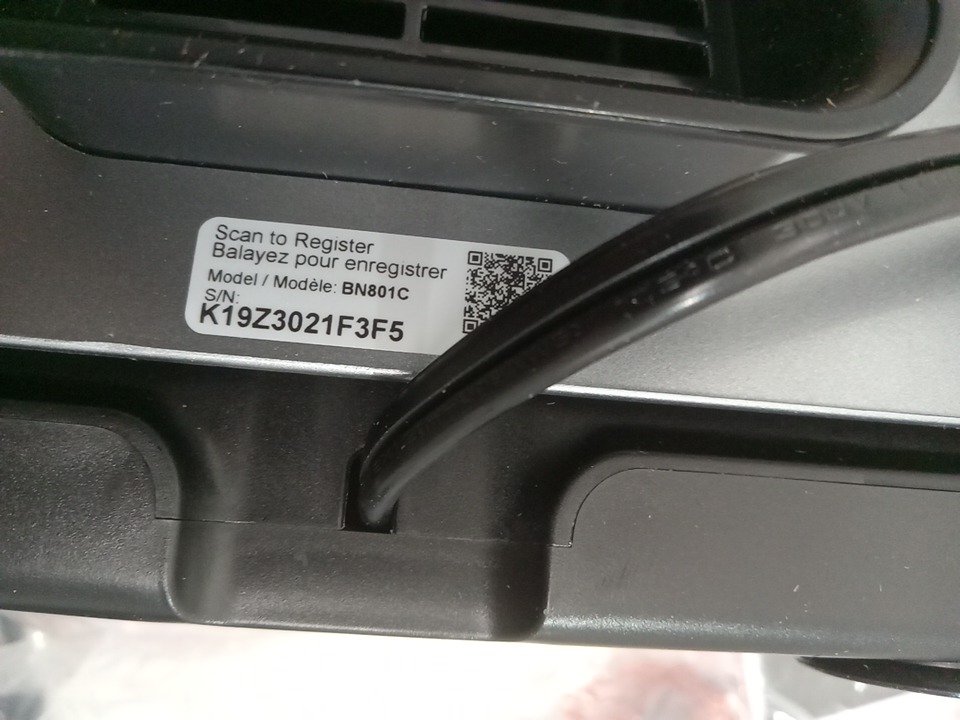 Scan to Register
Balayez pour enregistrer
Model / Modèle: BN801C
S/N:
K19Z3021F3F5